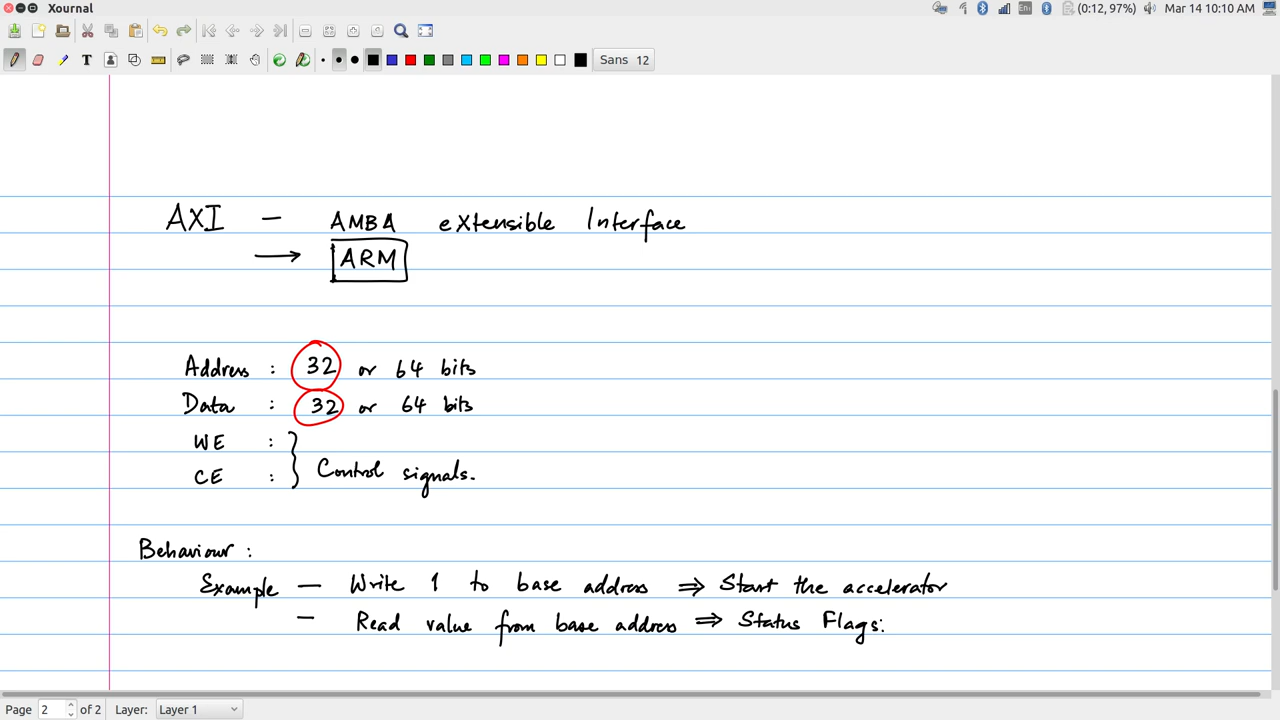 Xournal
(0:12, 97%) Mar 14 10:10 AM
En
T Sans 12
AXI — AMBA eXtensible Interface
→ ARM
Address : 32 or 64 bits
Data : 32 or 64 bits
WE :
CE : } Control signals.
Behaviour :
Example — Write 1 to base address ⇒ Start the accelerator
— Read value from base address ⇒ Status Flags:
Page 2 of 2 Layer: Layer 1